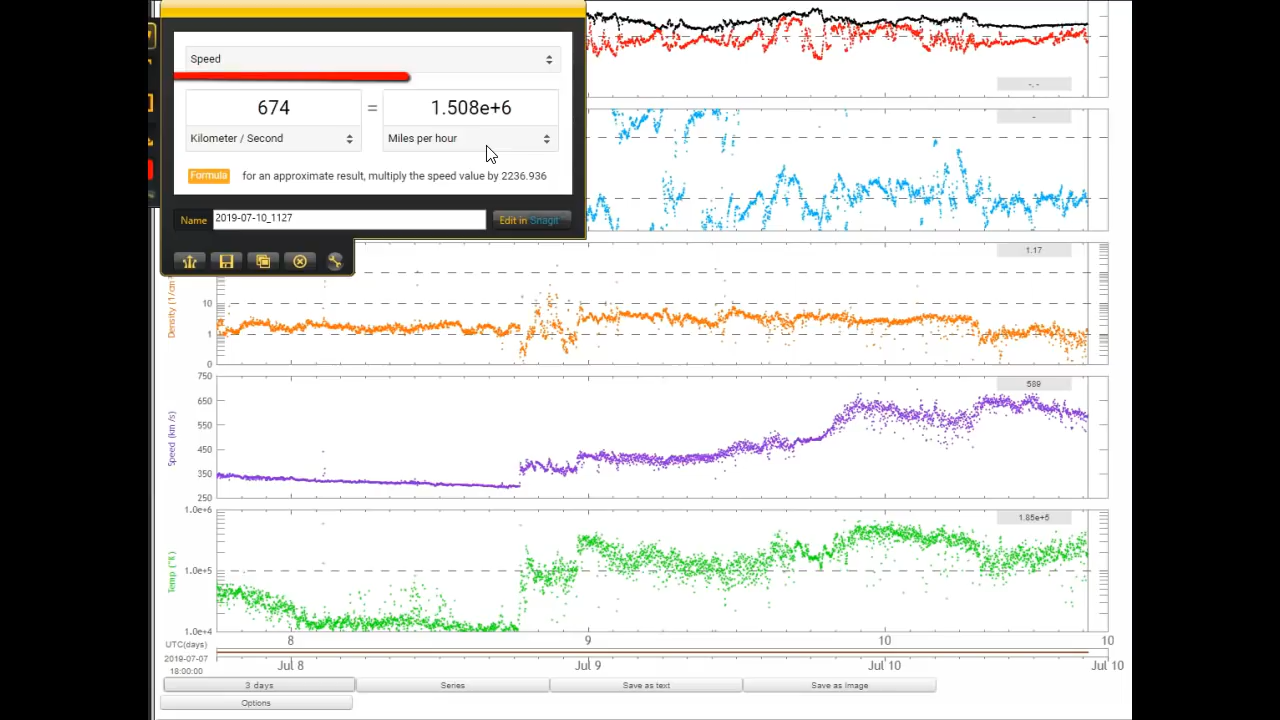 Speed
674 = 1.508e+6
Kilometer / Second Miles per hour
Formula for an approximate result, multiply the speed value by 2236.936
Name 2019-07-10_1127 Edit in Snagit
-, -
-
1.17
Density (1/cm
10
1
0
589
Speed (km/s)
750
650
550
450
350
250
1.85e+5
Temp (°K)
1.0e+6
1.0e+5
1.0e+4
8 9 10 10
UTC(days)
2019-07-07
18:00:00
Jul 8 Jul 9 Jul 10 Jul 10
3 days Series Save as text Save as Image
Options